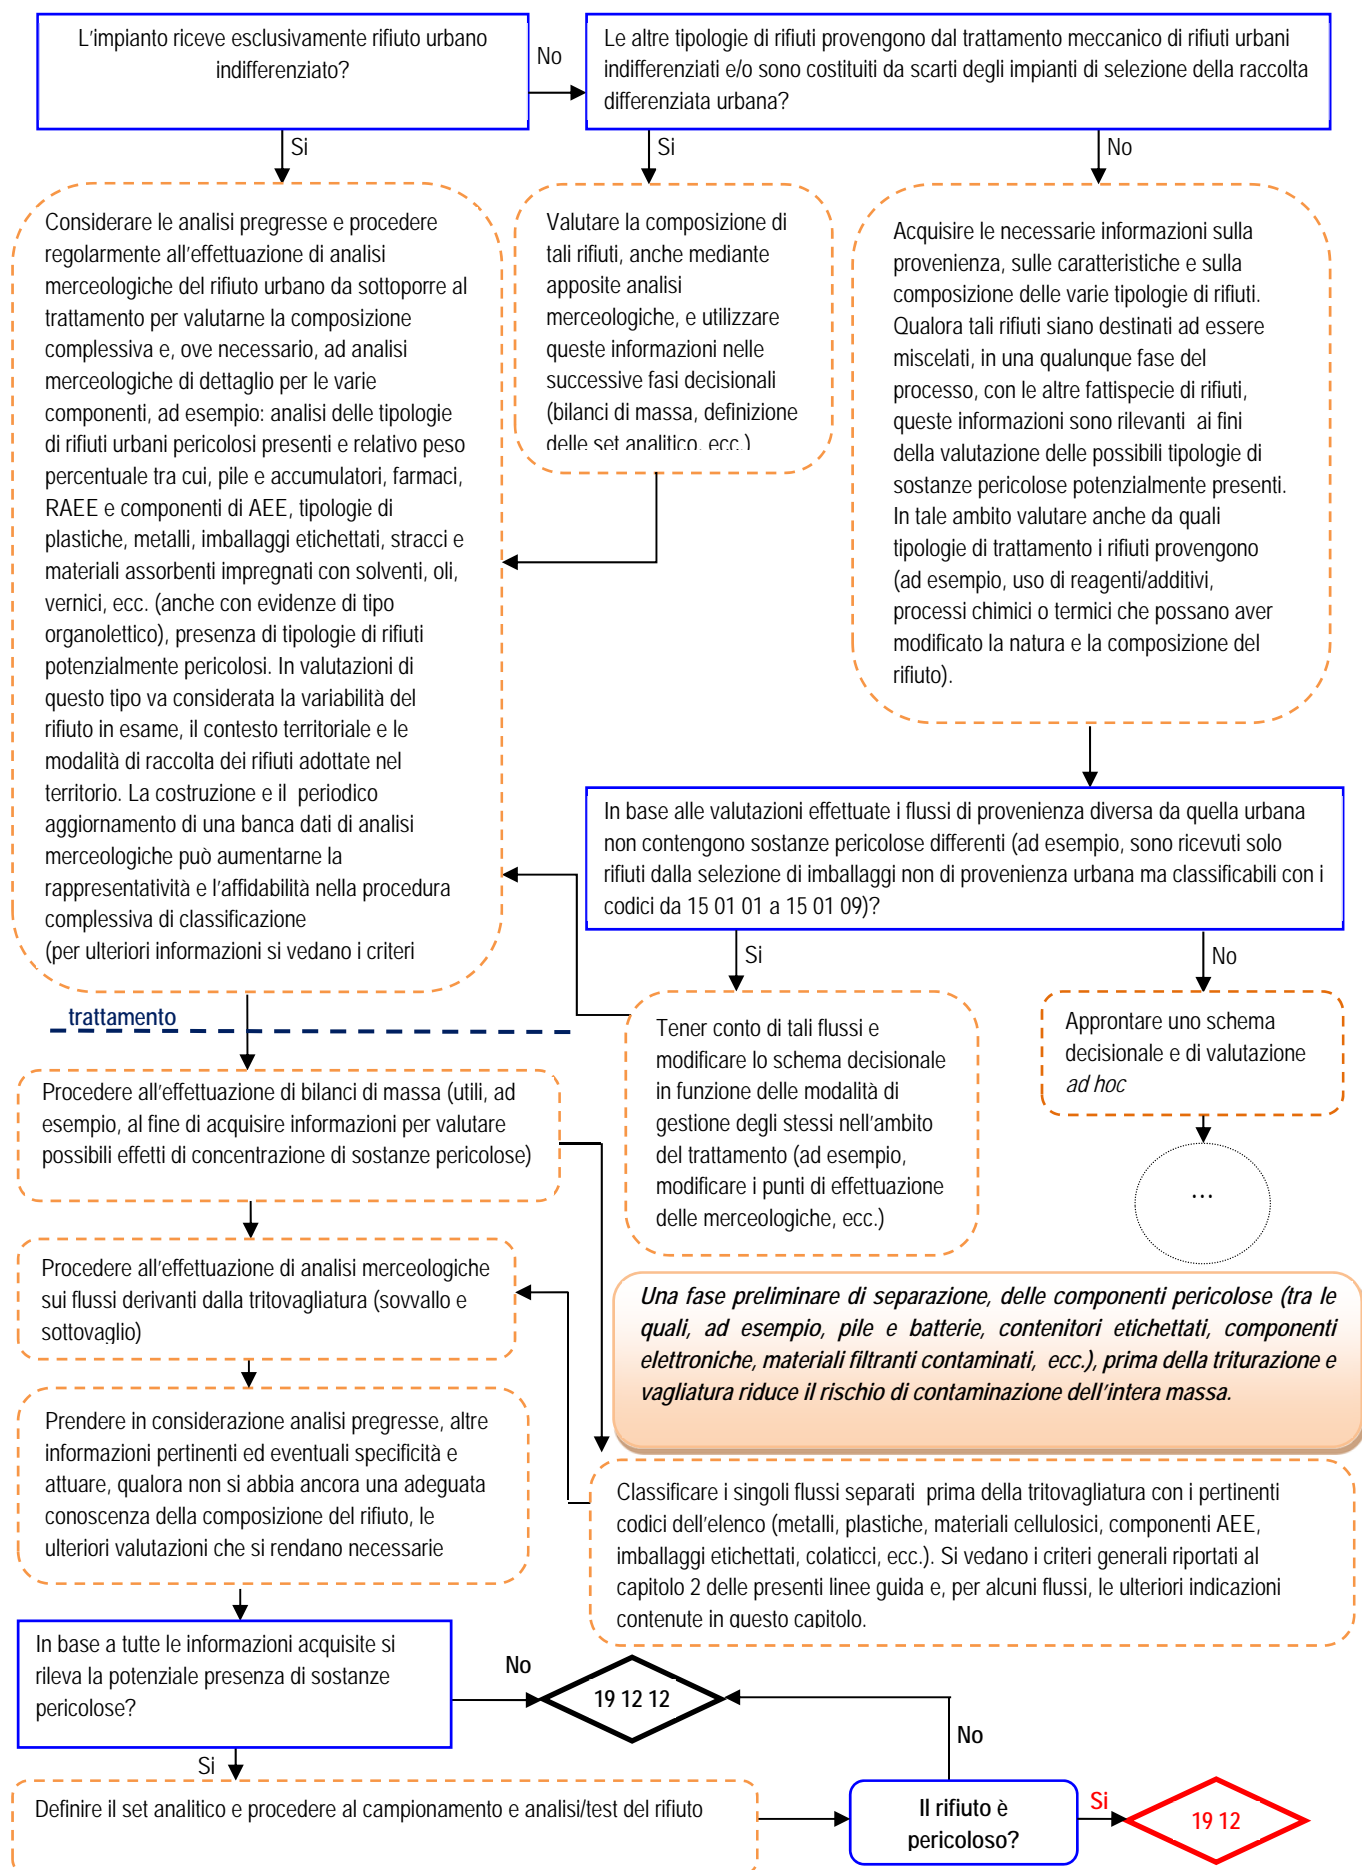 L'impianto riceve esclusivamente rifiuto urbano
indifferenziato?
No
Le altre tipologie di rifiuti provengono dal trattamento meccanico di rifiuti urbani
indifferenziati e/o sono costituiti da scarti degli impianti di selezione della raccolta
differenziata urbana?
Si
Si
No
Considerare le analisi pregresse e procedere
regolarmente all'effettuazione di analisi
merceologiche del rifiuto urbano da sottoporre al
trattamento per valutarne la composizione
complessiva e, ove necessario, ad analisi
merceologiche di dettaglio per le varie
componenti, ad esempio: analisi delle tipologie
di rifiuti urbani pericolosi presenti e relativo peso
percentuale tra cui, pile e accumulatori, farmaci,
RAEE e componenti di AEE, tipologie di
plastiche, metalli, imballaggi etichettati, stracci e
materiali assorbenti impregnati con solventi, oli,
vernici, ecc. (anche con evidenze di tipo
organolettico), presenza di tipologie di rifiuti
potenzialmente pericolosi. In valutazioni di
questo tipo va considerata la variabilità del
rifiuto in esame, il contesto territoriale e le
modalità di raccolta dei rifiuti adottate nel
territorio. La costruzione e il periodico
aggiornamento di una banca dati di analisi
merceologiche può aumentarne la
rappresentatività e l'affidabilità nella procedura
complessiva di classificazione
(per ulteriori informazioni si vedano i criteri
Valutare la composizione di
tali rifiuti, anche mediante
apposite analisi
merceologiche, e utilizzare
queste informazioni nelle
successive fasi decisionali
(bilanci di massa, definizione
delle set analitico, ecc.)
Acquisire le necessarie informazioni sulla
provenienza, sulle caratteristiche e sulla
composizione delle varie tipologie di rifiuti.
Qualora tali rifiuti siano destinati ad essere
miscelati, in una qualunque fase del
processo, con le altre fattispecie di rifiuti,
queste informazioni sono rilevanti ai fini
della valutazione delle possibili tipologie di
sostanze pericolose potenzialmente presenti.
In tale ambito valutare anche da quali
tipologie di trattamento i rifiuti provengono
(ad esempio, uso di reagenti/additivi,
processi chimici o termici che possano aver
modificato la natura e la composizione del
rifiuto).
In base alle valutazioni effettuate i flussi di provenienza diversa da quella urbana
non contengono sostanze pericolose differenti (ad esempio, sono ricevuti solo
rifiuti dalla selezione di imballaggi non di provenienza urbana ma classificabili con i
codici da 15 01 01 a 15 01 09)?
Si
No
trattamento
Tener conto di tali flussi e
modificare lo schema decisionale
in funzione delle modalità di
gestione degli stessi nell'ambito
del trattamento (ad esempio,
modificare i punti di effettuazione
delle merceologiche, ecc.)
Approntare uno schema
decisionale e di valutazione
ad hoc
...
Procedere all'effettuazione di bilanci di massa (utili, ad
esempio, al fine di acquisire informazioni per valutare
possibili effetti di concentrazione di sostanze pericolose)
Procedere all'effettuazione di analisi merceologiche
sui flussi derivanti dalla tritovagliatura (sovvallo e
sottovaglio)
Una fase preliminare di separazione, delle componenti pericolose (tra le
quali, ad esempio, pile e batterie, contenitori etichettati, componenti
elettroniche, materiali filtranti contaminati, ecc.), prima della triturazione e
vagliatura riduce il rischio di contaminazione dell'intera massa.
Prendere in considerazione analisi pregresse, altre
informazioni pertinenti ed eventuali specificità e
attuare, qualora non si abbia ancora una adeguata
conoscenza della composizione del rifiuto, le
ulteriori valutazioni che si rendano necessarie
Classificare i singoli flussi separati prima della tritovagliatura con i pertinenti
codici dell'elenco (metalli, plastiche, materiali cellulosici, componenti AEE,
imballaggi etichettati, colaticci, ecc.). Si vedano i criteri generali riportati al
capitolo 2 delle presenti linee guida e, per alcuni flussi, le ulteriori indicazioni
contenute in questo capitolo.
In base a tutte le informazioni acquisite si
rileva la potenziale presenza di sostanze
pericolose?
No
19 12 12
No
Si
Definire il set analitico e procedere al campionamento e analisi/test del rifiuto
Il rifiuto è
pericoloso?
Si
19 12